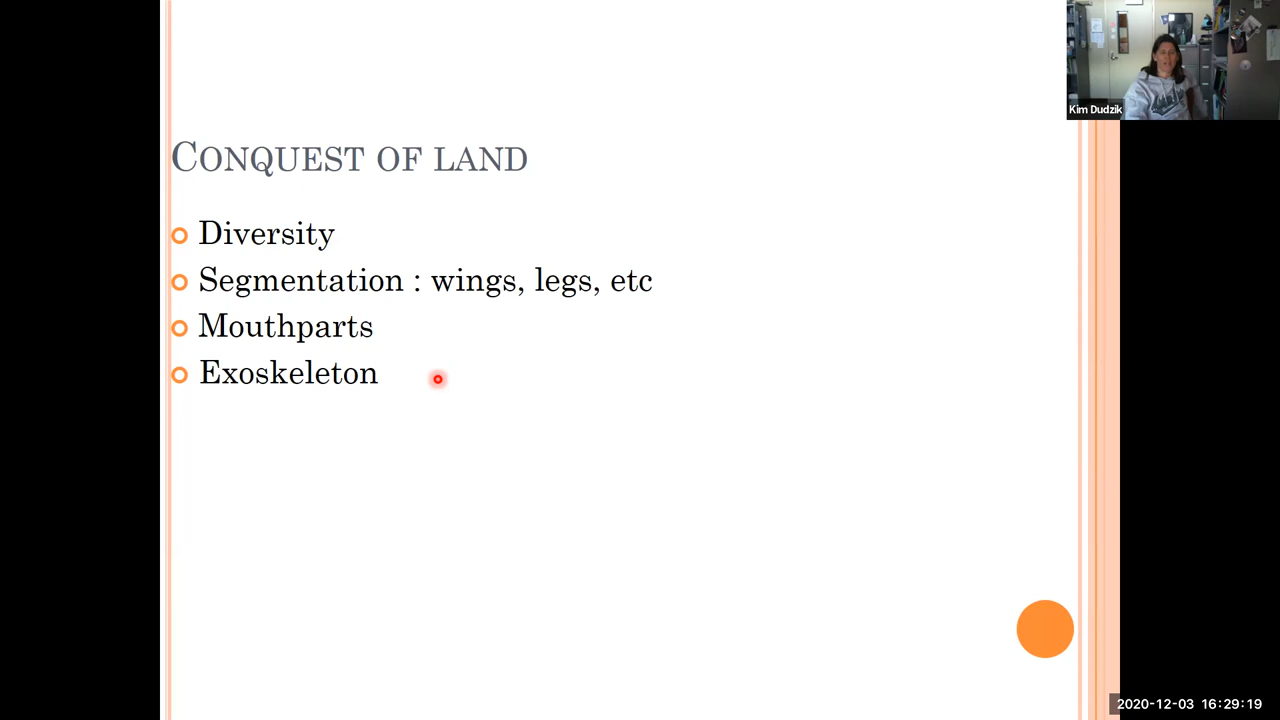 Kim Dudzik
CONQUEST OF LAND
Diversity
Segmentation : wings, legs, etc
Mouthparts
Exoskeleton
2020-12-03 16:29:19